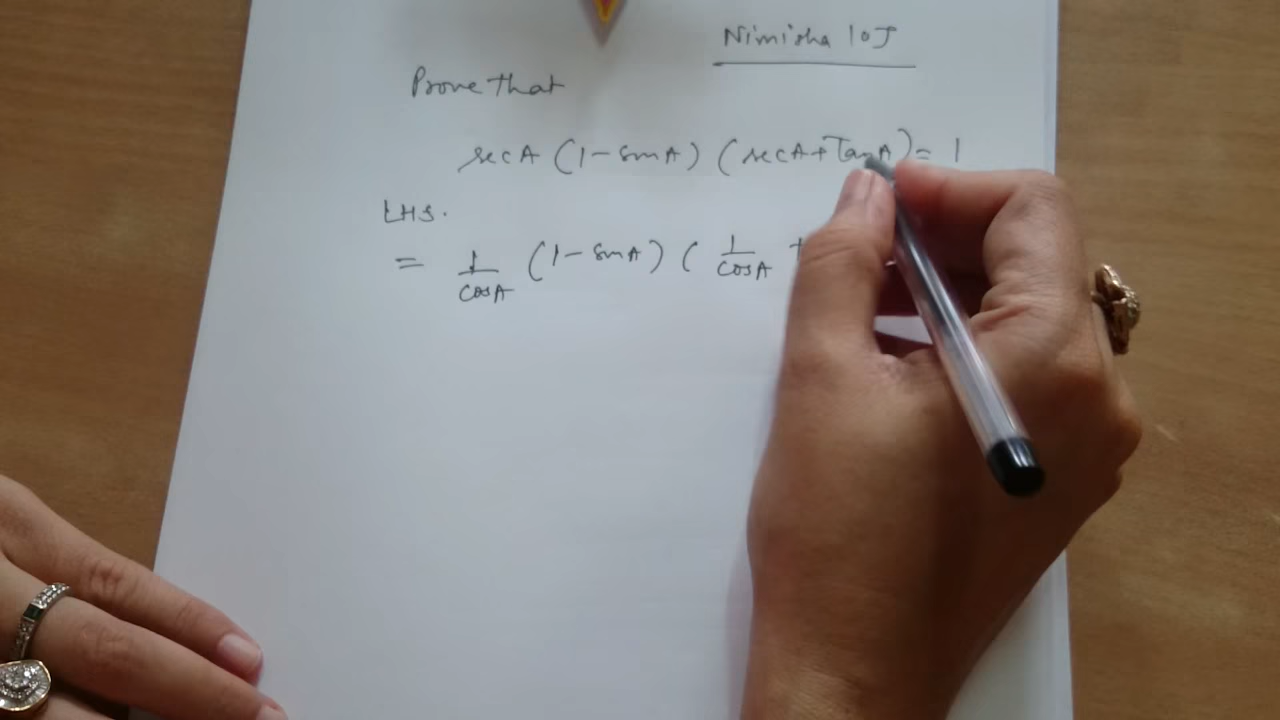 Nimisha 10J
Prove that
secA (1-sinA) (secA+TanA) = 1
LHS.
= 1/cosA (1-sinA) ( 1/cosA +